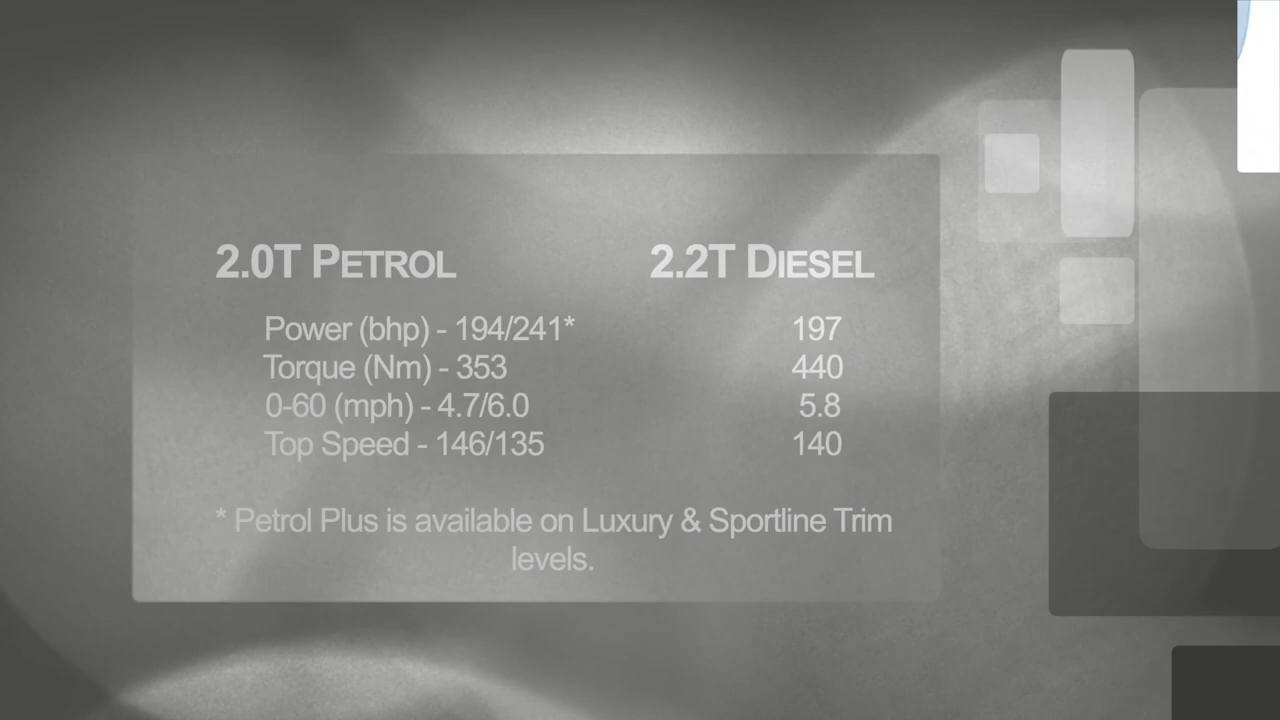 2.0T PETROL 2.2T DIESEL
Power (bhp) - 194/241* 197
Torque (Nm) - 353 440
0-60 (mph) - 4.7/6.0 5.8
Top Speed - 146/135 140
* Petrol Plus is available on Luxury & Sportline Trim
levels.